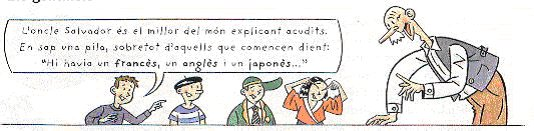 L'oncle Salvador és el millor del món explicant acudits.
En sap una pila, sobretot d'aquells que comencen dient:
"Hi havia un francès, un anglès i un japonès..."